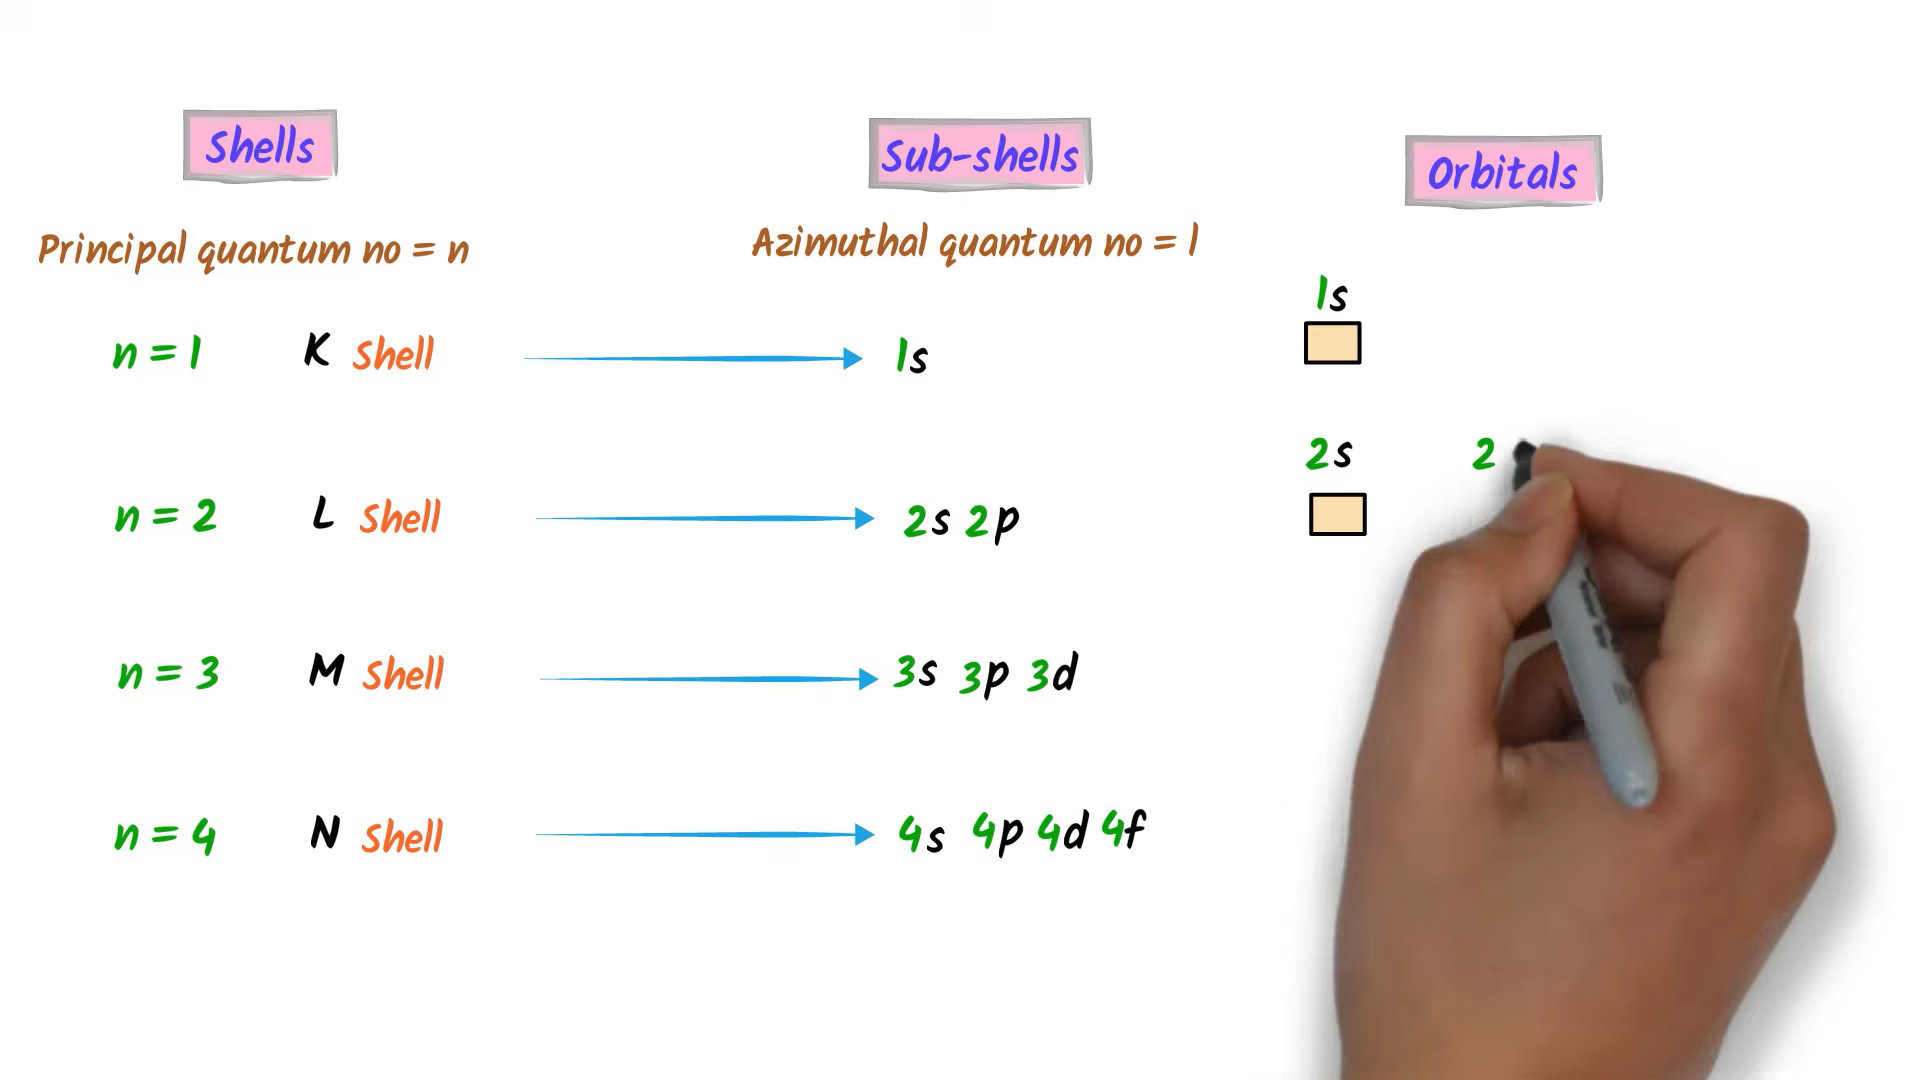 Shells
Sub-shells
Orbitals
Principal quantum no = n
Azimuthal quantum no = l
1s
n = 1 K Shell
1s
2s 2
n = 2 L Shell
2s 2p
n = 3 M Shell
3s 3p 3d
n = 4 N Shell
4s 4p 4d 4f